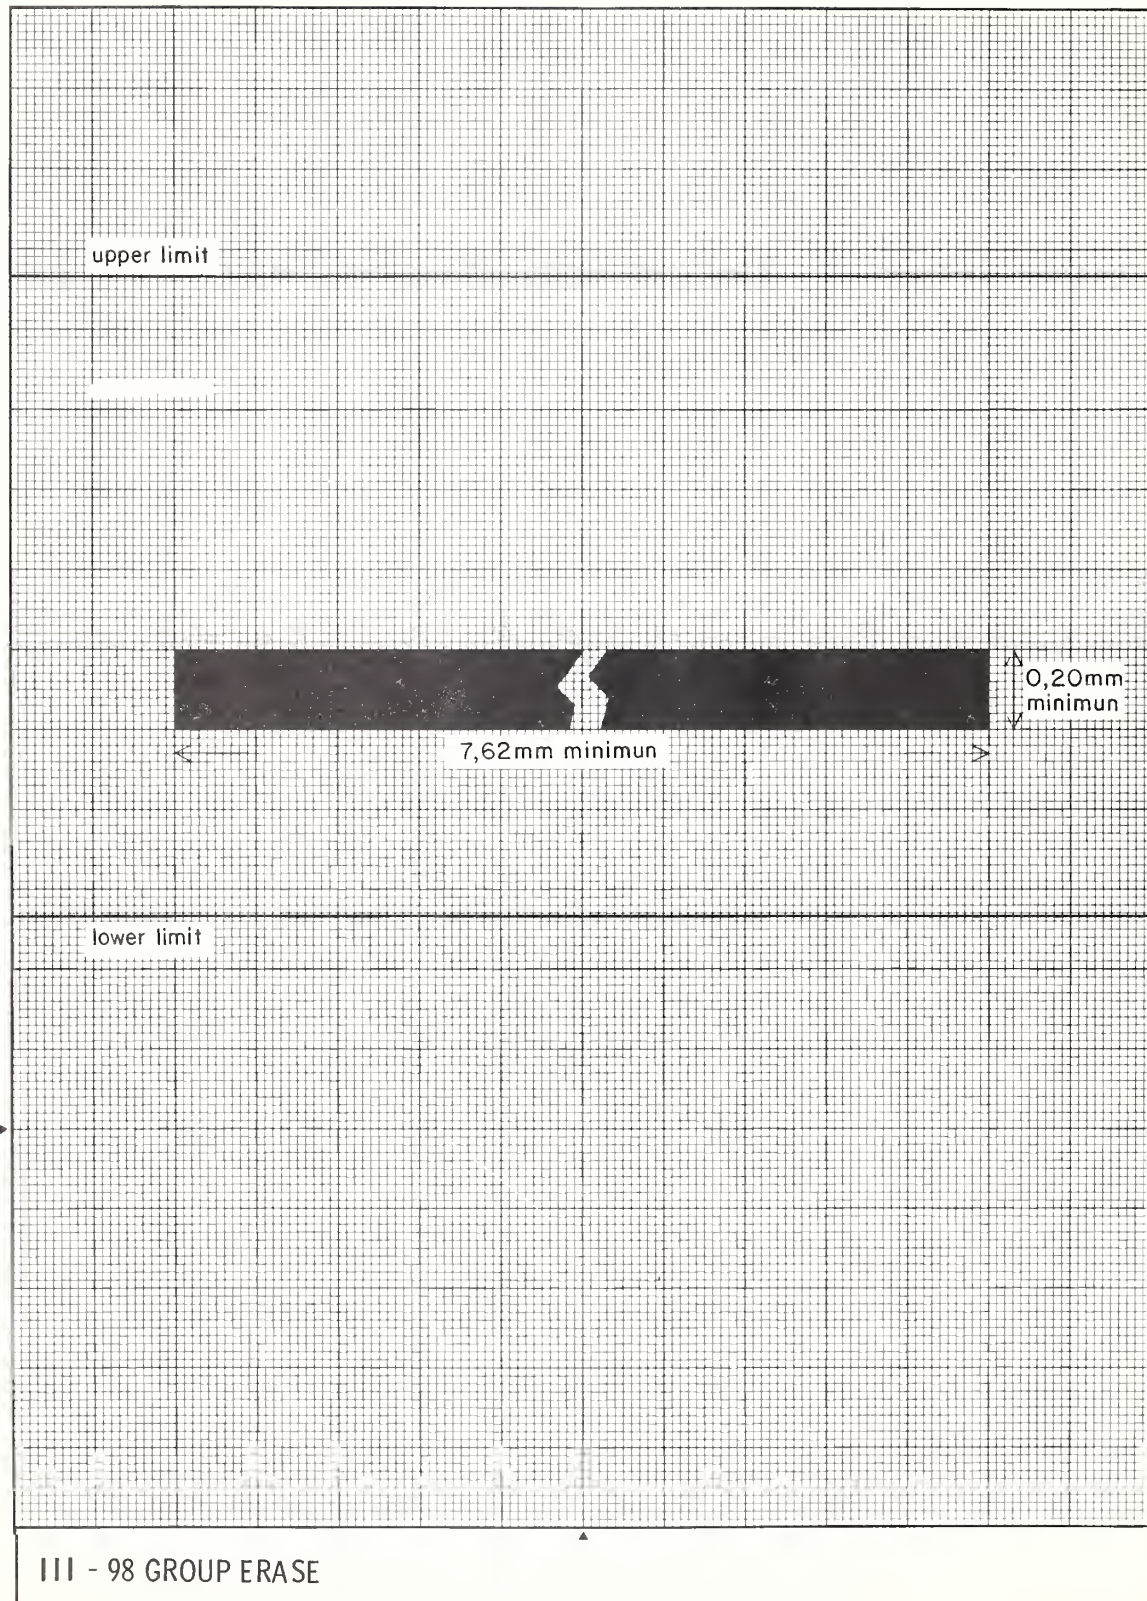 upper limit
0,20mm
minimun
7,62mm minimun
lower limit
III - 98 GROUP ERASE